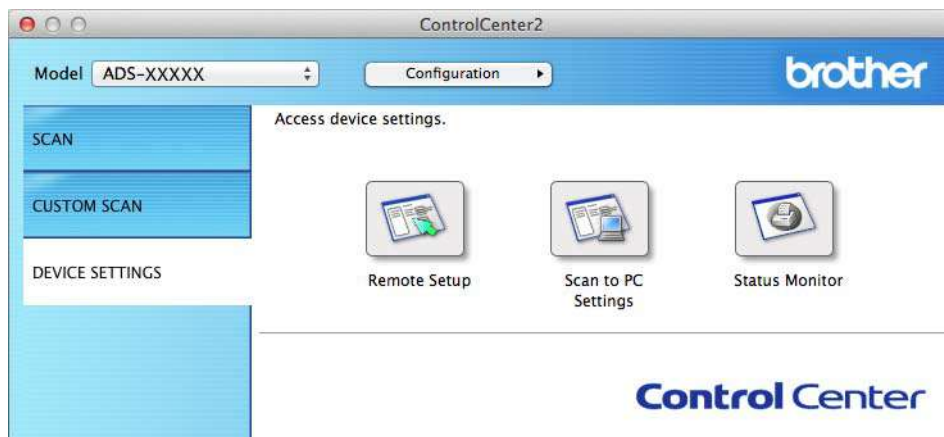 ControlCenter2
Model ADS-XXXXX Configuration brother
SCAN
CUSTOM SCAN
DEVICE SETTINGS
Access device settings.
Remote Setup
Scan to PC
Settings
Status Monitor
Control Center